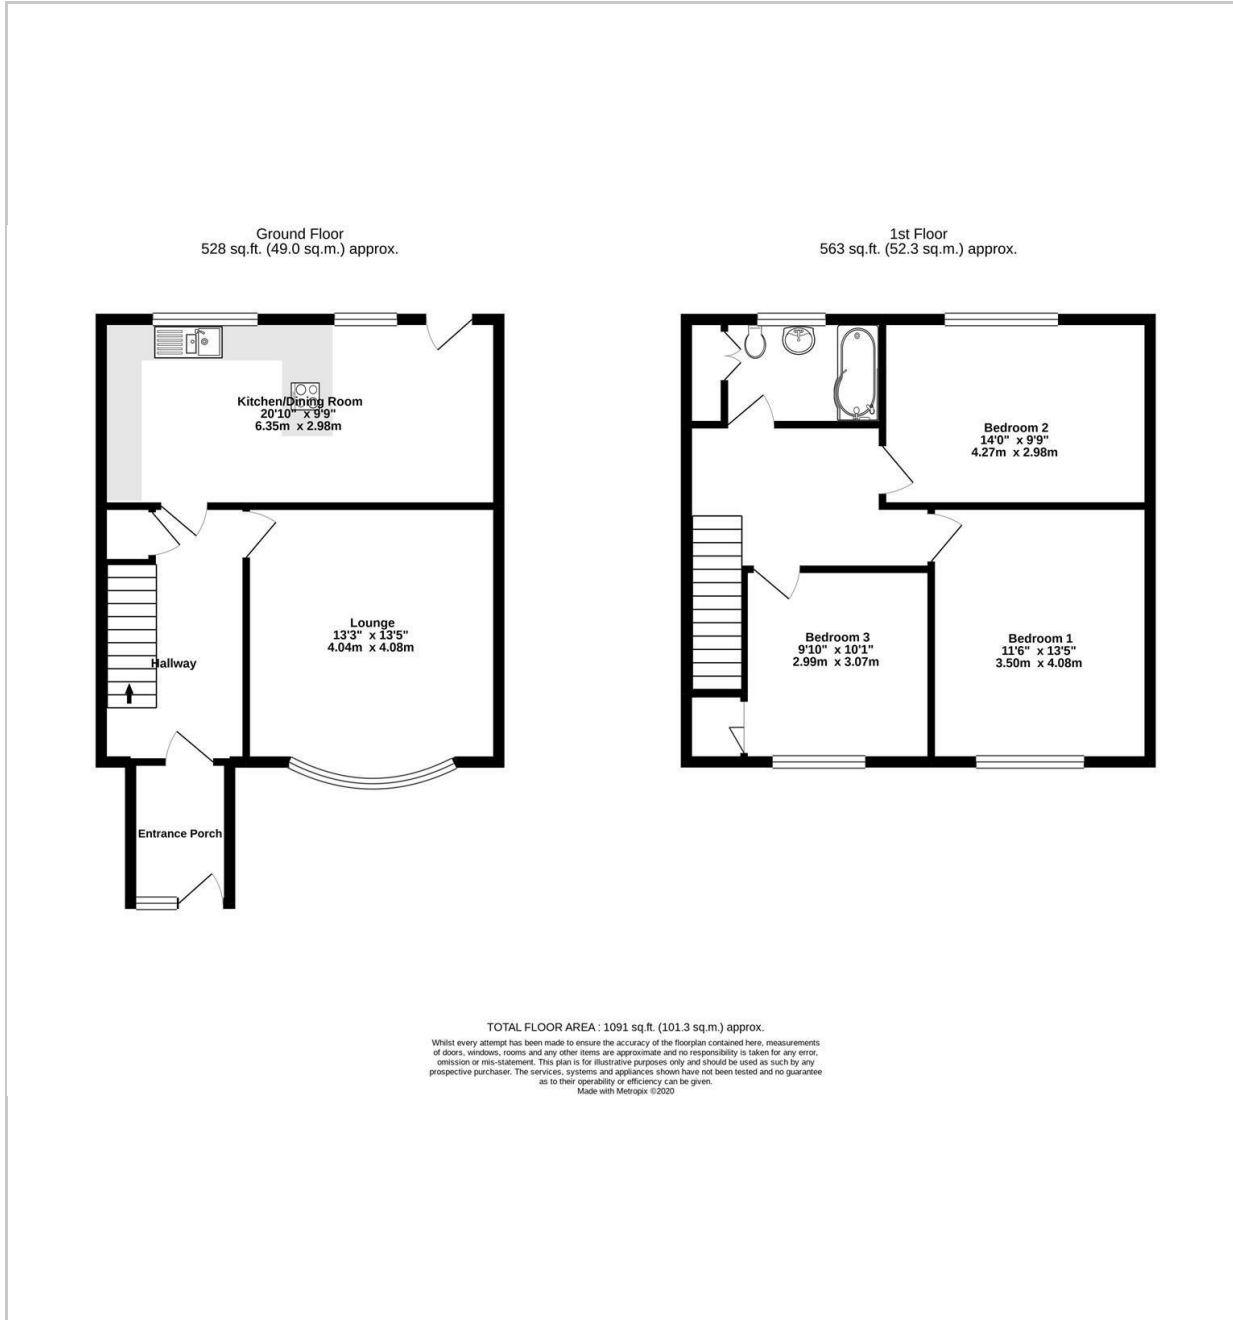 Ground Floor
528 sq.ft. (49.0 sq.m.) approx.
1st Floor
563 sq.ft. (52.3 sq.m.) approx.
Kitchen/Dining Room
20'10" x 9'9"
6.35m x 2.98m
Lounge
13'3" x 13'5"
4.04m x 4.08m
Hallway
Entrance Porch
Bedroom 2
14'0" x 9'9"
4.27m x 2.98m
Bedroom 3
9'10" x 10'1"
2.99m x 3.07m
Bedroom 1
11'6" x 13'5"
3.50m x 4.08m
TOTAL FLOOR AREA : 1091 sq.ft. (101.3 sq.m.) approx.
Whilst every attempt has been made to ensure the accuracy of the floorplan contained here, measurements
of doors, windows, rooms and any other items are approximate and no responsibility is taken for any error,
omission or mis-statement. This plan is for illustrative purposes only and should be used as such by any
prospective purchaser. The services, systems and appliances shown have not been tested and no guarantee
as to their operability or efficiency can be given.
Made with Metropix ©2020